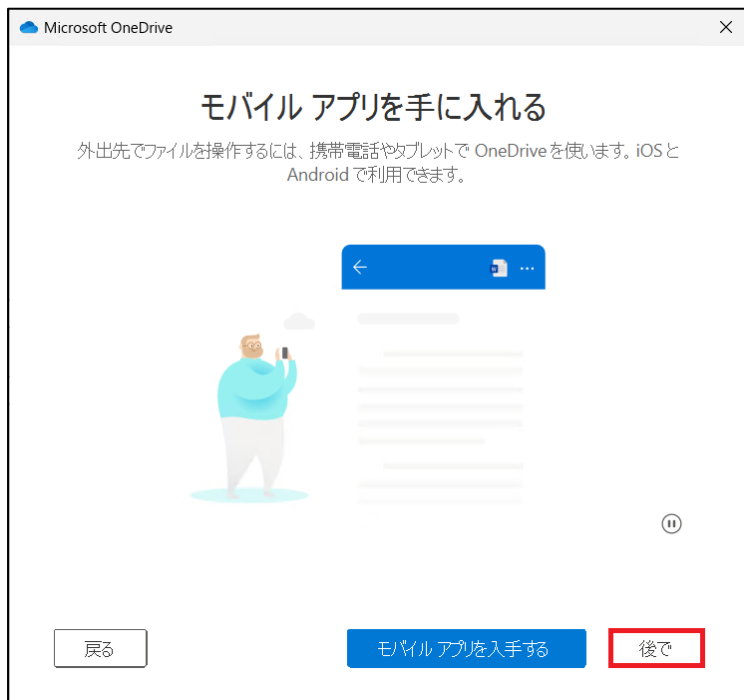 Microsoft OneDrive
モバイル アプリを手に入れる
外出先でファイルを操作するには、携帯電話やタブレットで OneDrive を使います。iOS と
Android で利用できます。
戻る
モバイル アプリを入手する
後で